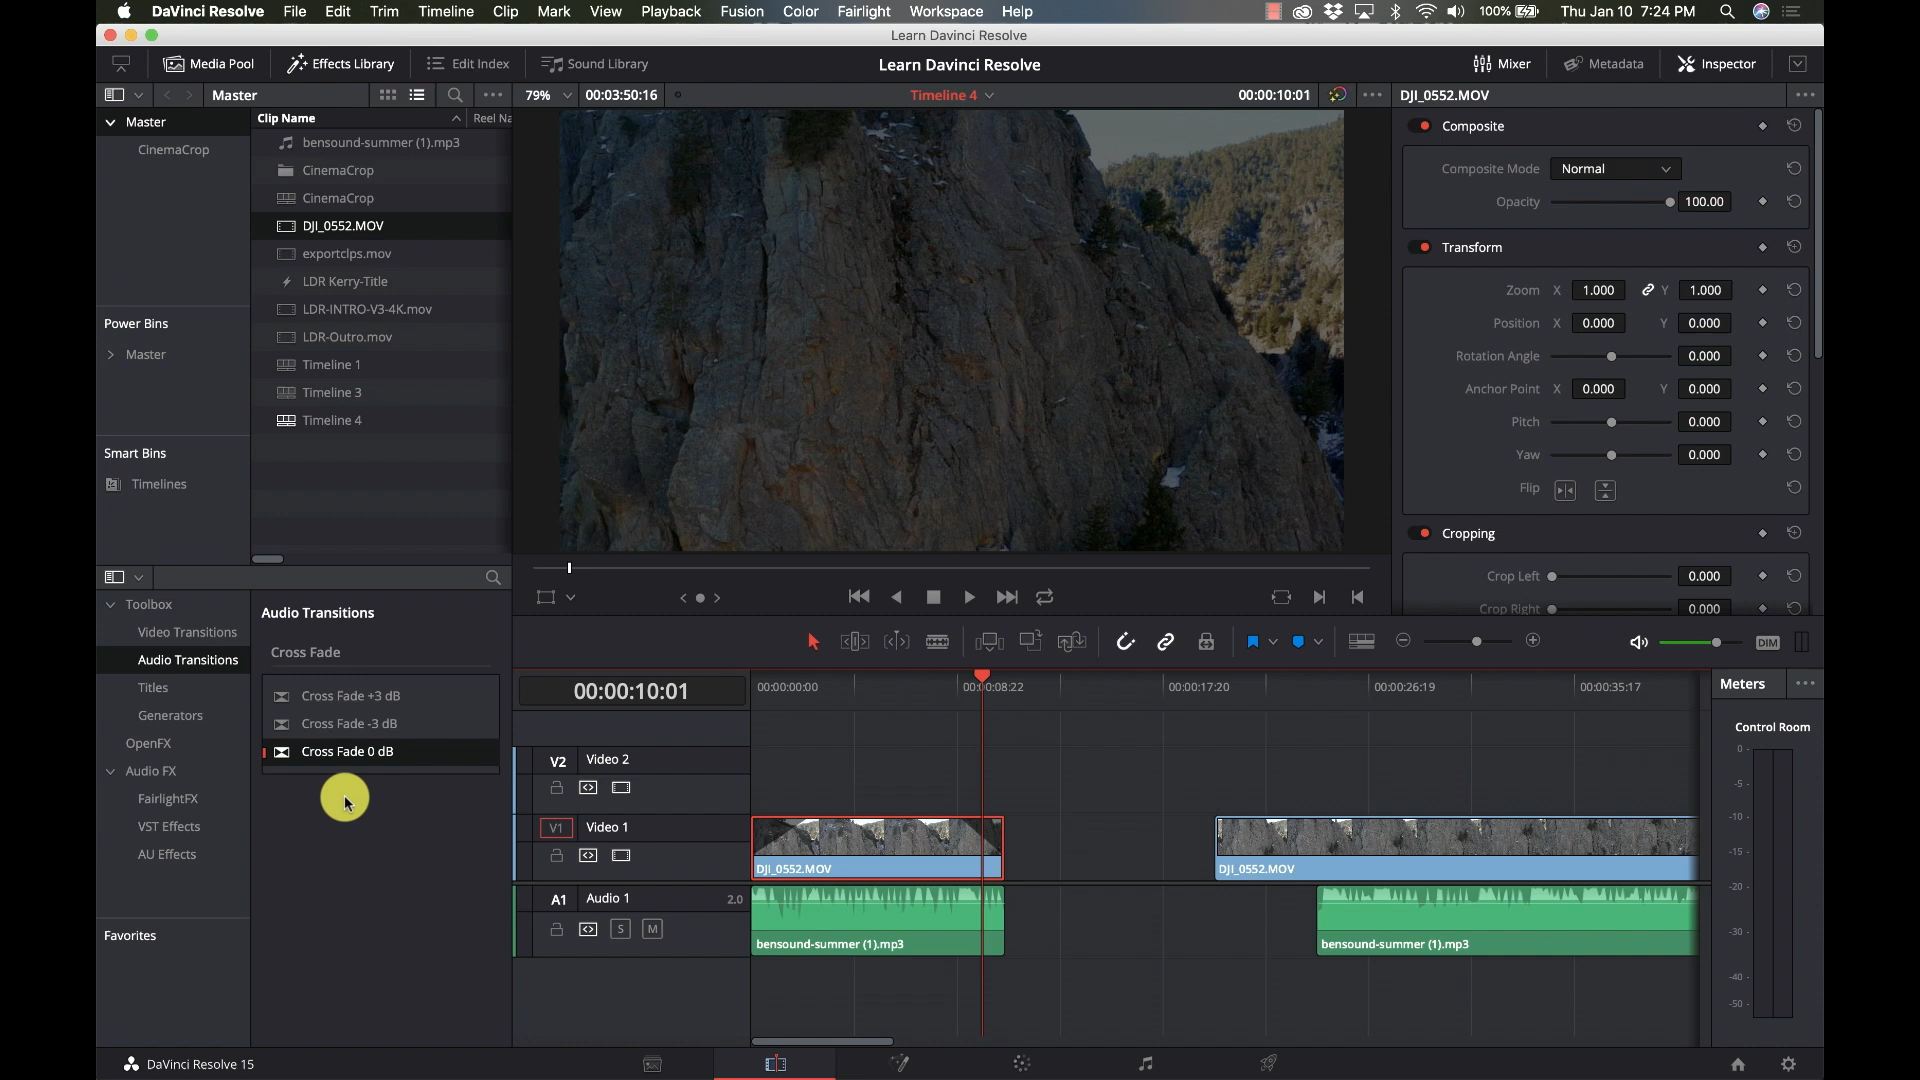 DaVinci Resolve File Edit Trim Timeline Clip Mark View Playback Fusion Color Fairlight Workspace Help 100% Thu Jan 10 7:24 PM
Learn Davinci Resolve
Media Pool Effects Library Edit Index Sound Library Learn Davinci Resolve Mixer Metadata Inspector
Master 79% 00:03:50:16 Timeline 4 00:00:10:01 DJI_0552.MOV
Master
CinemaCrop
Power Bins
Master
Smart Bins
Timelines
Clip Name Reel Na
bensound-summer (1).mp3
CinemaCrop
CinemaCrop
DJI_0552.MOV
exportclps.mov
LDR Kerry-Title
LDR-INTRO-V3-4K.mov
LDR-Outro.mov
Timeline 1
Timeline 3
Timeline 4
Composite
Composite Mode Normal
Opacity 100.00
Transform
Zoom X 1.000 Y 1.000
Position X 0.000 Y 0.000
Rotation Angle 0.000
Anchor Point X 0.000 Y 0.000
Pitch 0.000
Yaw 0.000
Flip
Cropping
Crop Left 0.000
Crop Right 0.000
Toolbox
Video Transitions
Audio Transitions
Titles
Generators
OpenFX
Audio FX
FairlightFX
VST Effects
AU Effects
Favorites
Audio Transitions
Cross Fade
Cross Fade +3 dB
Cross Fade -3 dB
Cross Fade 0 dB
DIM
00:00:10:01 00:00:00:00 00:00:08:22 00:00:17:20 00:00:26:19 00:00:35:17
V2 Video 2
V1 Video 1
DJI_0552.MOV DJI_0552.MOV
A1 Audio 1 2.0
S M
bensound-summer (1).mp3 bensound-summer (1).mp3
Meters
Control Room
0
-5
-10
-15
-20
-30
-40
-50
DaVinci Resolve 15